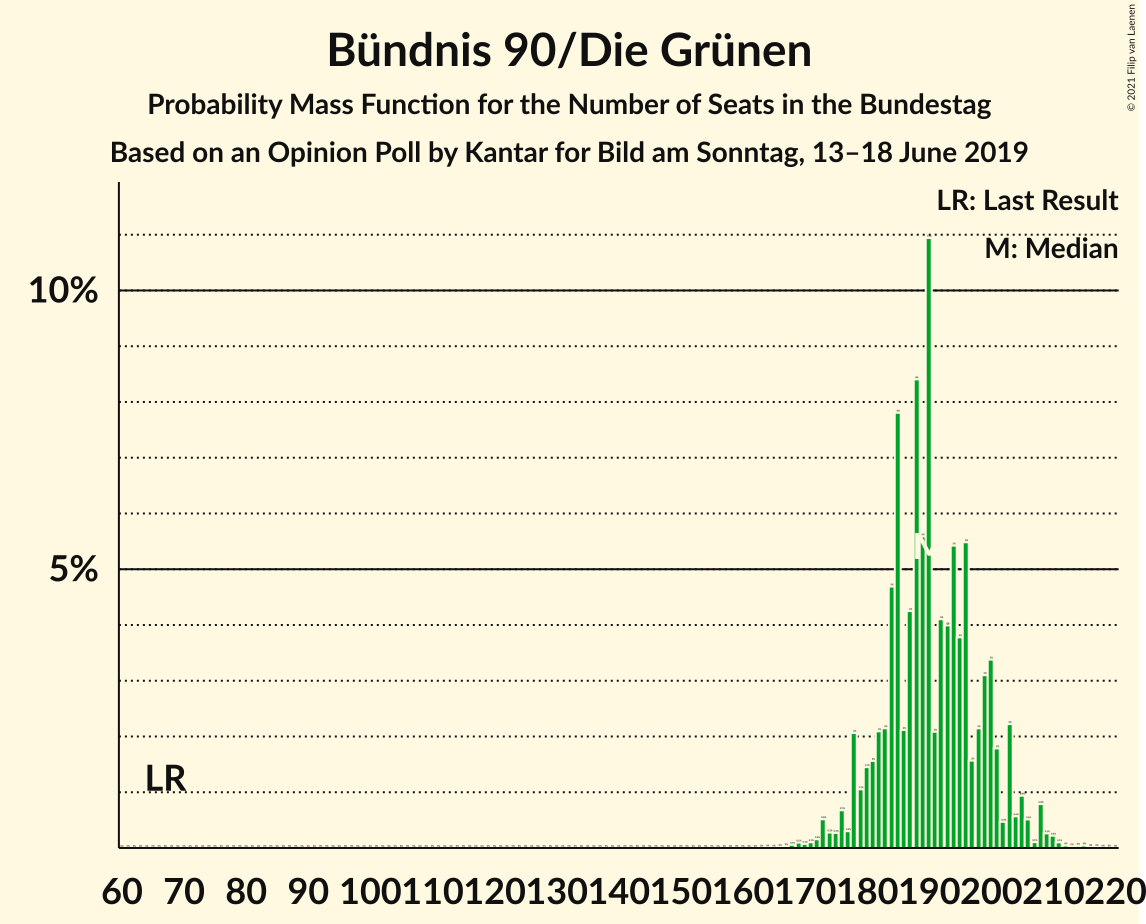 Bündnis 90/Die Grünen
Probability Mass Function for the Number of Seats in the Bundestag
Based on an Opinion Poll by Kantar for Bild am Sonntag, 13–18 June 2019
© 2021 Filip van Laenen
LR: Last Result
M: Median
10%
5%
LR
60 70 80 90 100 110 120 130 140 150 160 170 180 190 200 210 220